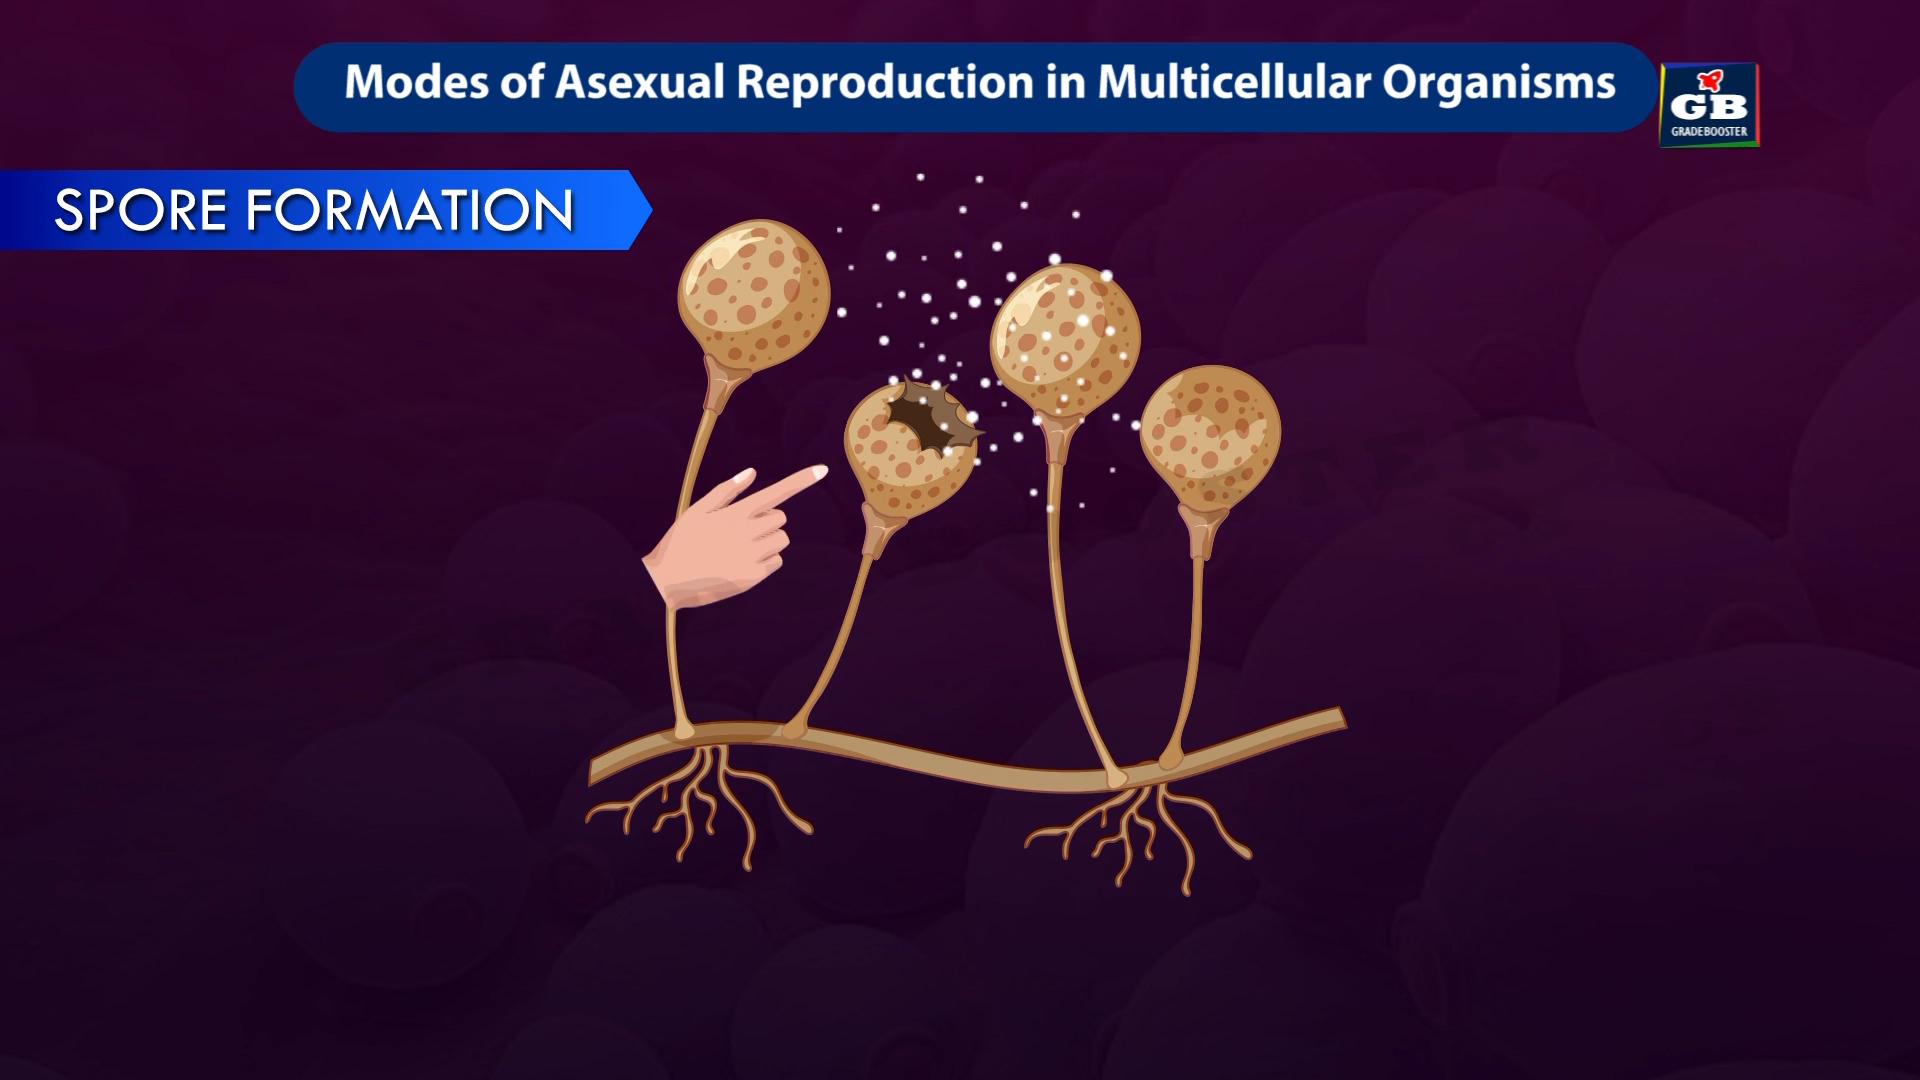 Modes of Asexual Reproduction in Multicellular Organisms
GB
GRADEBOOSTER
SPORE FORMATION